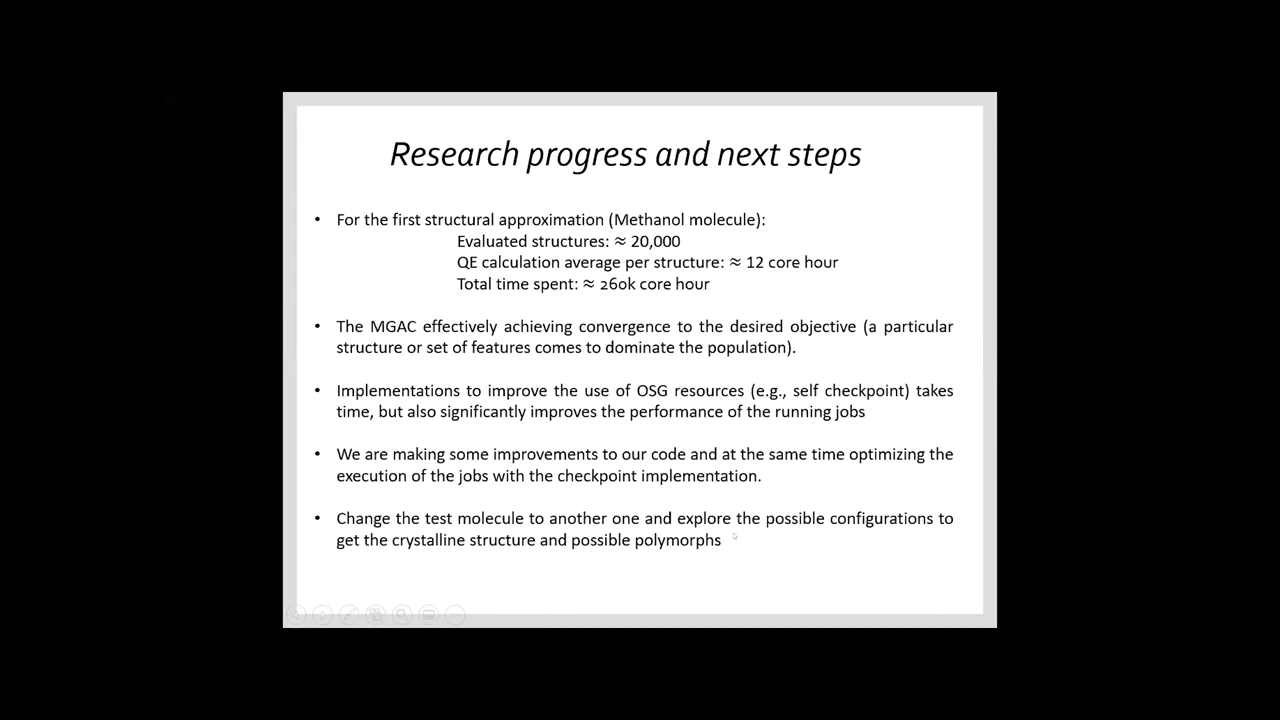 Research progress and next steps
• For the first structural approximation (Methanol molecule):
Evaluated structures: ≈ 20,000
QE calculation average per structure: ≈ 12 core hour
Total time spent: ≈ 260k core hour
• The MGAC effectively achieving convergence to the desired objective (a particular
structure or set of features comes to dominate the population).
• Implementations to improve the use of OSG resources (e.g., self checkpoint) takes
time, but also significantly improves the performance of the running jobs
• We are making some improvements to our code and at the same time optimizing the
execution of the jobs with the checkpoint implementation.
• Change the test molecule to another one and explore the possible configurations to
get the crystalline structure and possible polymorphs